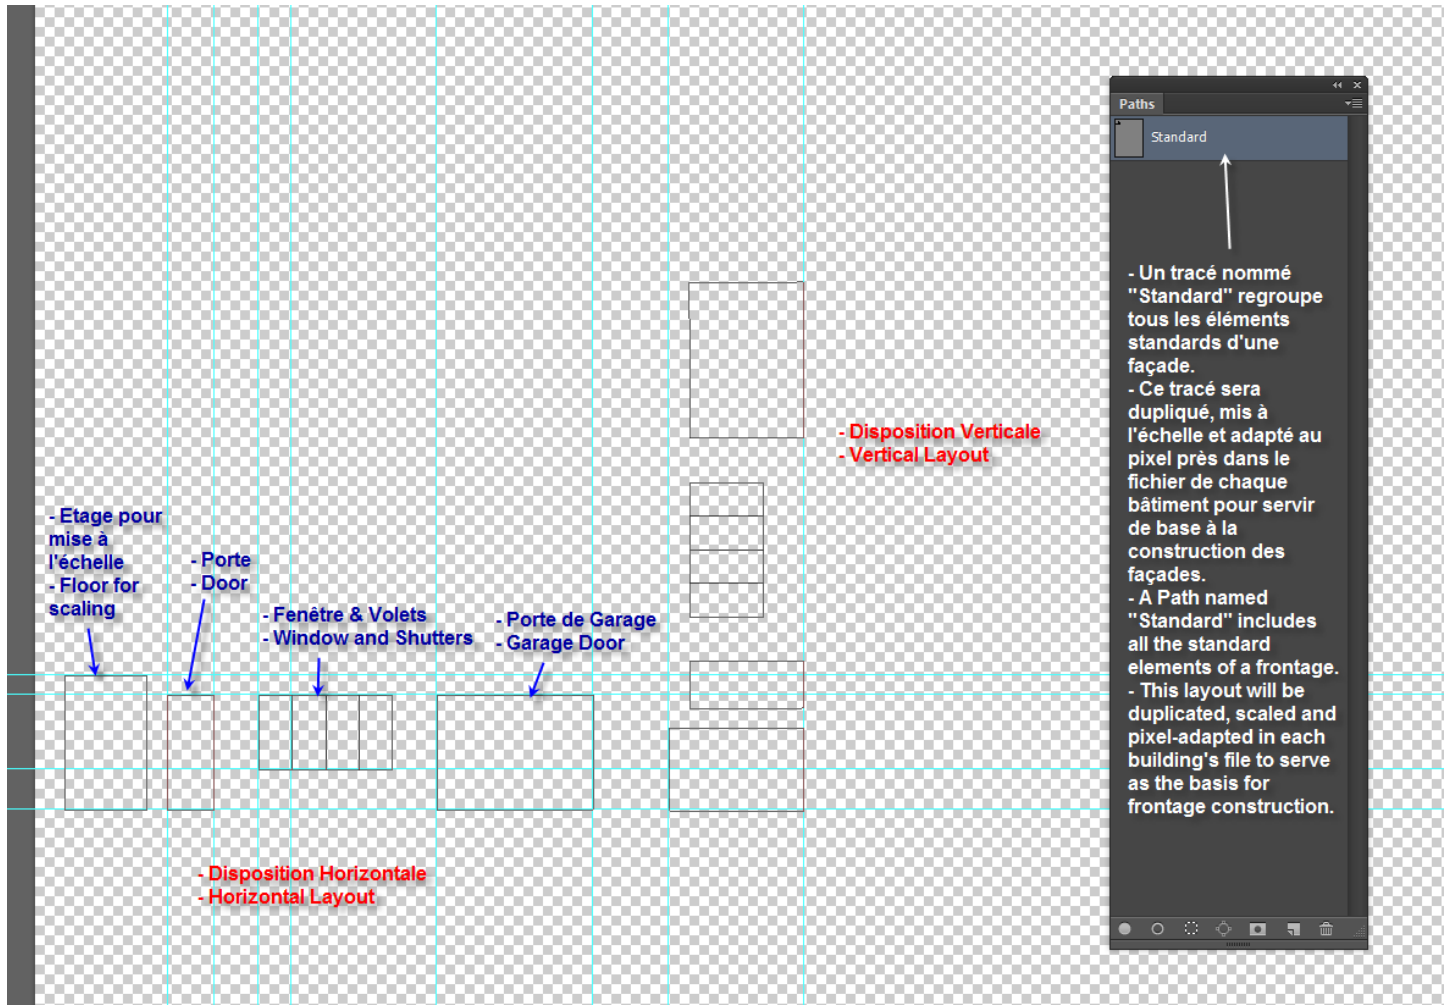 Paths
Standard
- Un tracé nommé
"Standard" regroupe
tous les éléments
standards d'une
façade.
- Ce tracé sera
dupliqué, mis à
l'échelle et adapté au
pixel près dans le
fichier de chaque
bâtiment pour servir
de base à la
construction des
façades.
- A Path named
"Standard" includes
all the standard
elements of a frontage.
- This layout will be
duplicated, scaled and
pixel-adapted in each
building's file to serve
as the basis for
frontage construction.
- Disposition Verticale
- Vertical Layout
- Etage pour
mise à
l'échelle
- Floor for
scaling
- Porte
- Door
- Fenêtre & Volets
- Window and Shutters
- Porte de Garage
- Garage Door
- Disposition Horizontale
- Horizontal Layout